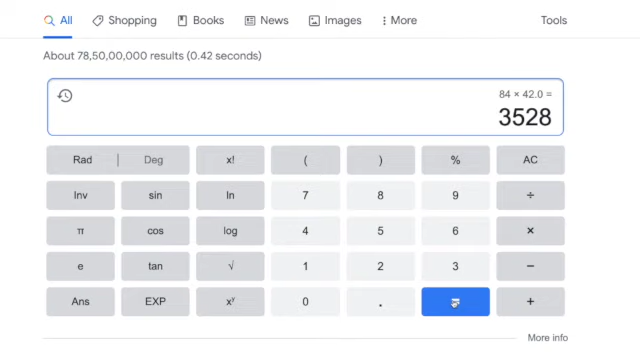 All Shopping Books News Images More Tools
About 78,50,00,000 results (0.42 seconds)
84 × 42.0 =
3528
Rad Deg x! ( ) % AC
Inv sin ln 7 8 9 ÷
π cos log 4 5 6 ×
e tan √ 1 2 3 −
Ans EXP xʸ 0 . +
More info